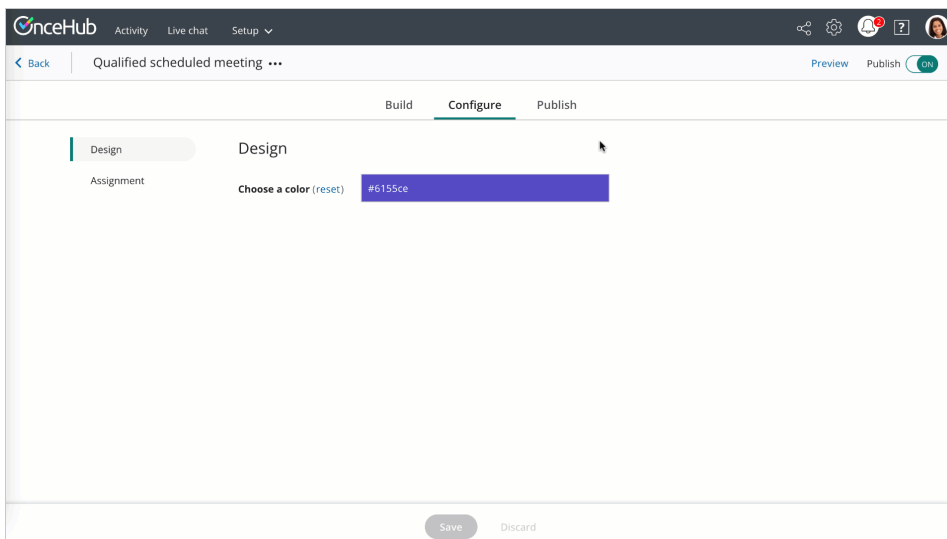 OnceHub Activity Live chat Setup 2 ?
Back Qualified scheduled meeting ••• Preview Publish ON
Build Configure Publish
Design Design
Assignment
Choose a color (reset) #6155ce
Save Discard